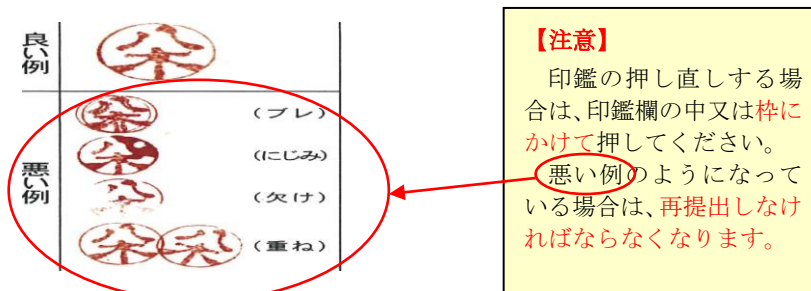 良い例
八木
悪い例
(ブレ)
(にじみ)
(欠け)
(重ね)
【注意】
印鑑の押し直しする場
合は、印鑑欄の中又は枠に
かけて押してください。
悪い例のようになって
いる場合は、再提出しなけ
ればならなくなります。